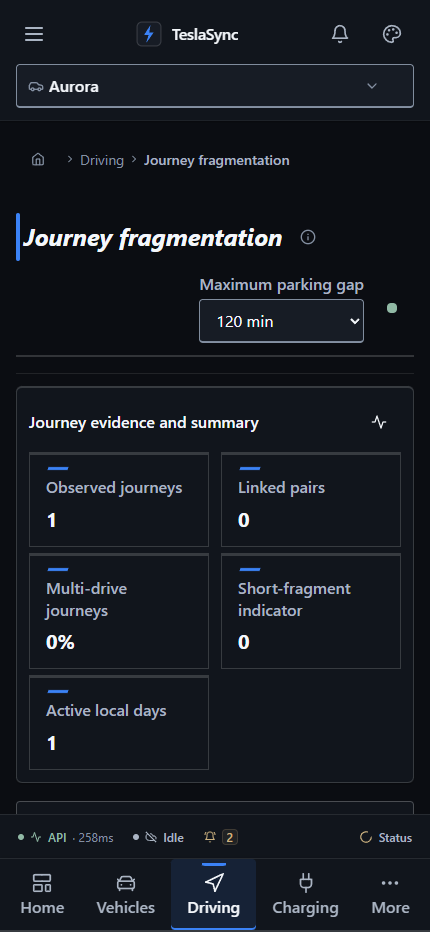 TeslaSync
Aurora
Driving
Journey fragmentation
Journey fragmentation
Maximum parking gap
120 min
Journey evidence and summary
Observed journeys
1
Linked pairs
0
Multi-drive
journeys
0%
Short-fragment
indicator
0
Active local days
1
API · 258ms
Idle
2
Status
Home
Vehicles
Driving
Charging
More